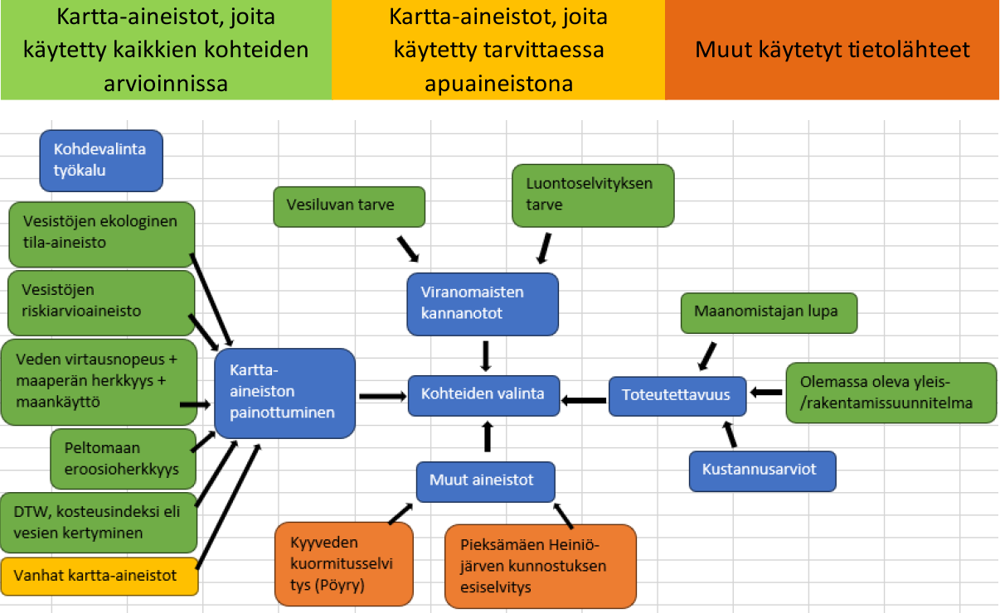 Kartta-aineistot, joita
käytetty kaikkien kohteiden
arvioinnissa
Kartta-aineistot, joita
käytetty tarvittaessa
apuaineistona
Muut käytetyt tietolähteet
Kohdevalinta
työkalu
Vesistöjen ekologinen
tila-aineisto
Vesistöjen
riskiarvioaineisto
Veden virtausnopeus +
maaperän herkkyys +
maankäyttö
Peltomaan
eroosioherkkyys
DTW, kosteusindeksi eli
vesien kertyminen
Vanhat kartta-aineistot
Kartta-
aineiston
painottuminen
Vesiluvan tarve
Luontoselvityksen
tarve
Viranomaisten
kannanotot
Kohteiden valinta
Muut aineistot
Kyyveden
kuormitusselvi
tys (Pöyry)
Pieksämäen Heiniö-
järven kunnostuksen
esiselvitys
Maanomistajan lupa
Toteutettavuus
Olemassa oleva yleis-
/rakentamissuunnitelma
Kustannusarviot